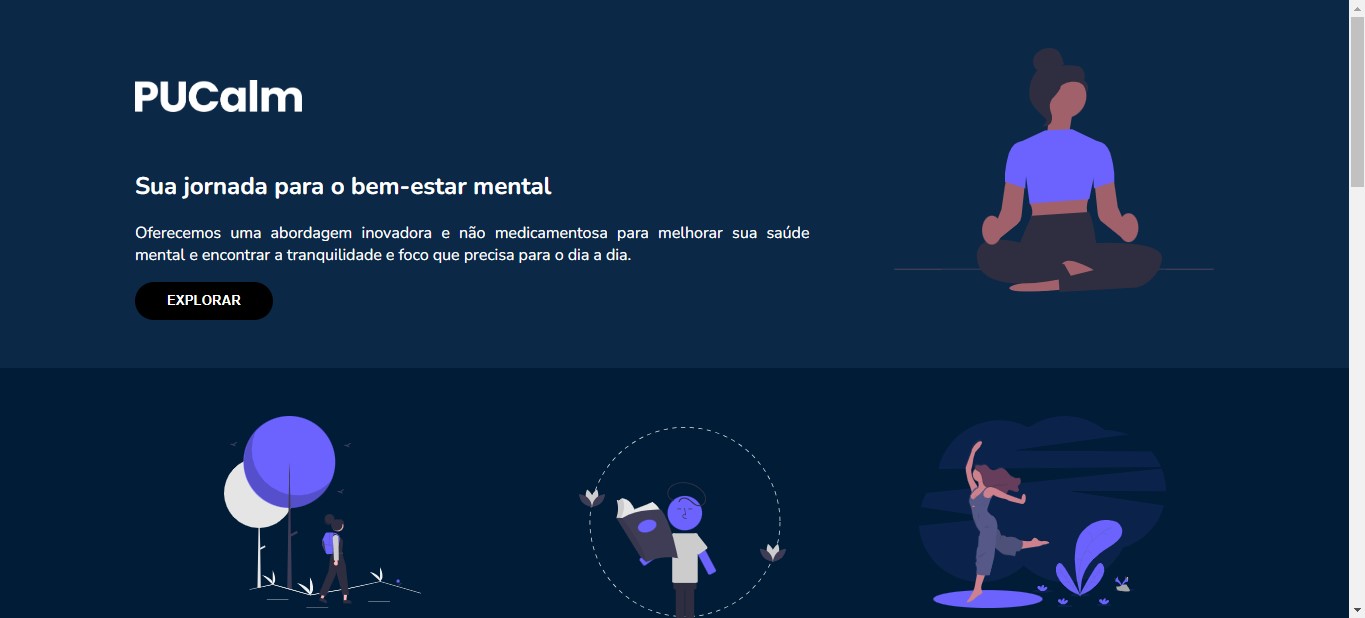 PUCalm
Sua jornada para o bem-estar mental
Oferecemos uma abordagem inovadora e não medicamentosa para melhorar sua saúde
mental e encontrar a tranquilidade e foco que precisa para o dia a dia.
EXPLORAR